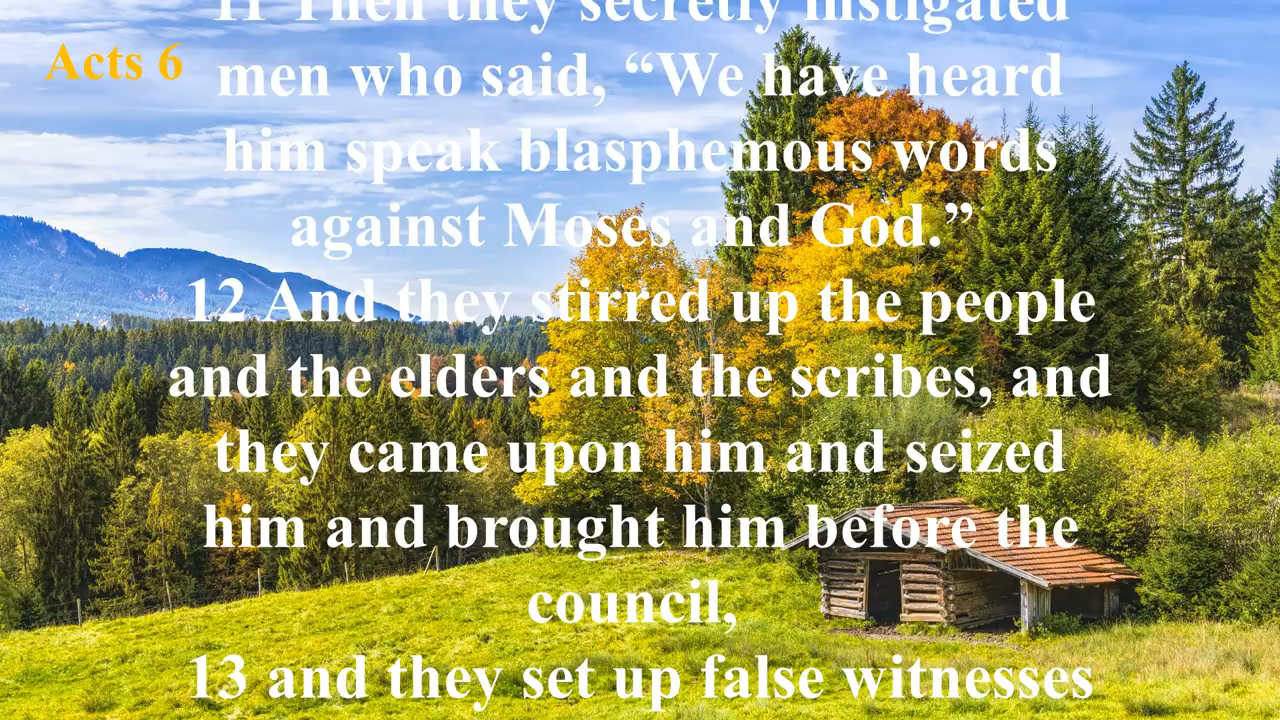 11 Then they secretly instigated
Acts 6
men who said, “We have heard
him speak blasphemous words
against Moses and God.”
12 And they stirred up the people
and the elders and the scribes, and
they came upon him and seized
him and brought him before the
council,
13 and they set up false witnesses